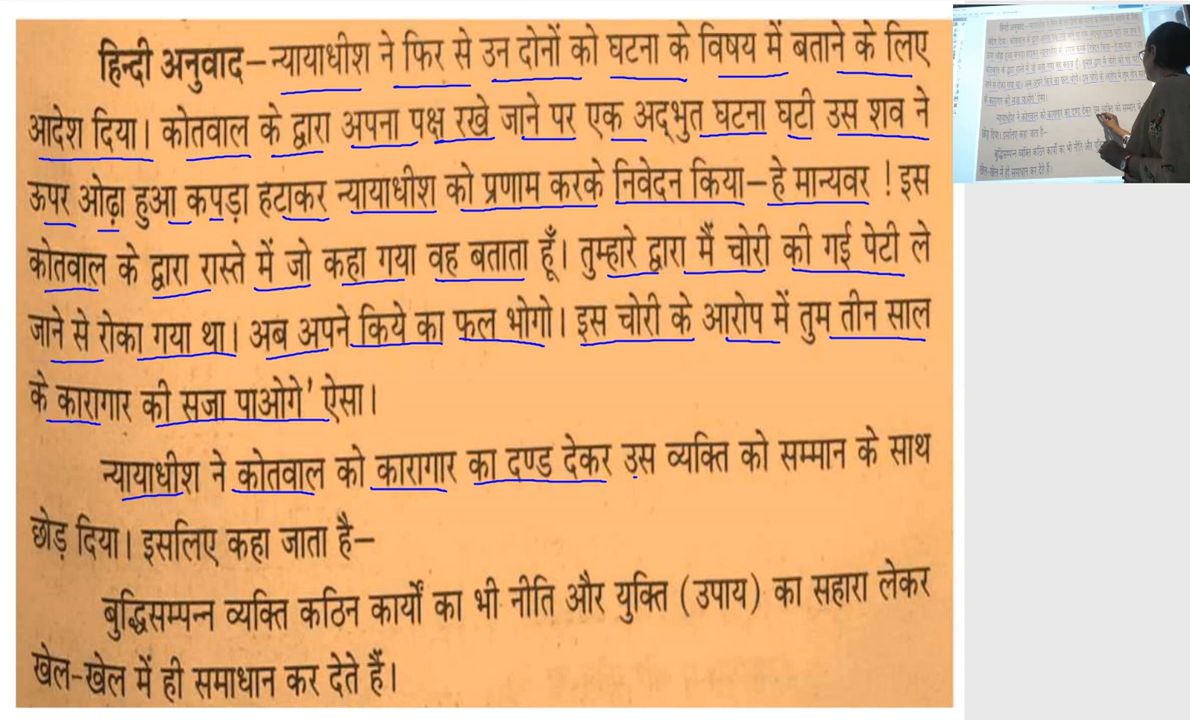 हिन्दी अनुवाद–न्यायाधीश ने फिर से उन दोनों को घटना के विषय में बताने के लिए
आदेश दिया। कोतवाल के द्वारा अपना पक्ष रखे जाने पर एक अद्भुत घटना घटी उस शव ने
ऊपर ओढ़ा हुआ कपड़ा हटाकर न्यायाधीश को प्रणाम करके निवेदन किया–हे मान्यवर ! इस
कोतवाल के द्वारा रास्ते में जो कहा गया वह बताता हूँ। तुम्हारे द्वारा मैं चोरी की गई पेटी ले
जाने से रोका गया था। अब अपने किये का फल भोगो। इस चोरी के आरोप में तुम तीन साल
के कारागार की सजा पाओगे' ऐसा।
न्यायाधीश ने कोतवाल को कारागार का दण्ड देकर उस व्यक्ति को सम्मान के साथ
छोड़ दिया। इसलिए कहा जाता है–
बुद्धिसम्पन्न व्यक्ति कठिन कार्यों का भी नीति और युक्ति (उपाय) का सहारा लेकर
खेल-खेल में ही समाधान कर देते हैं।